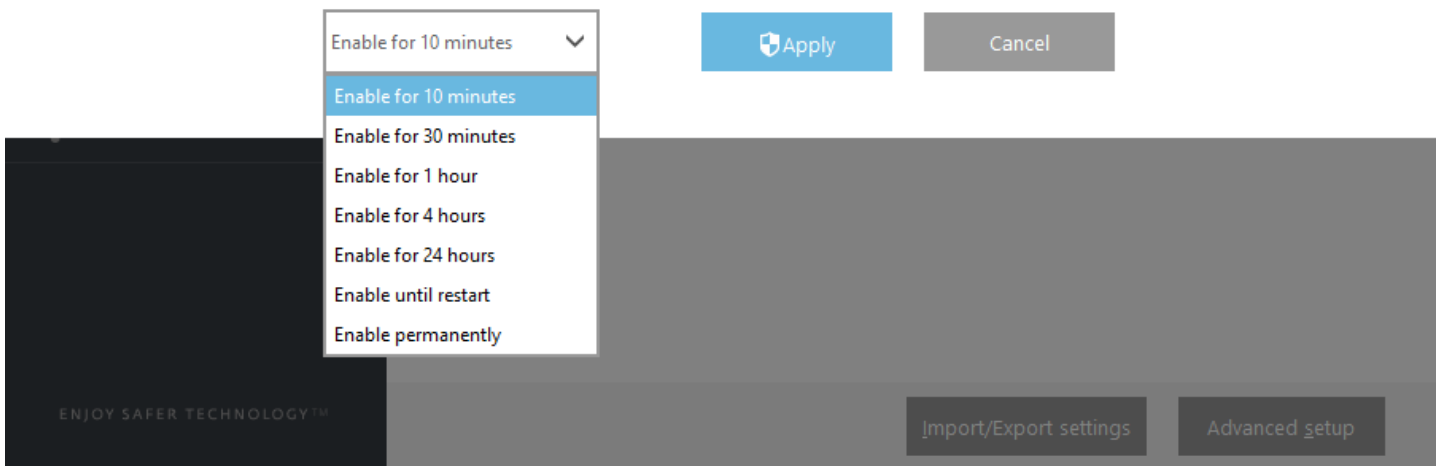 Enable for 10 minutes
Apply
Cancel
Enable for 10 minutes
Enable for 30 minutes
Enable for 1 hour
Enable for 4 hours
Enable for 24 hours
Enable until restart
Enable permanently
ENJOY SAFER TECHNOLOGY™
Import/Export settings
Advanced setup